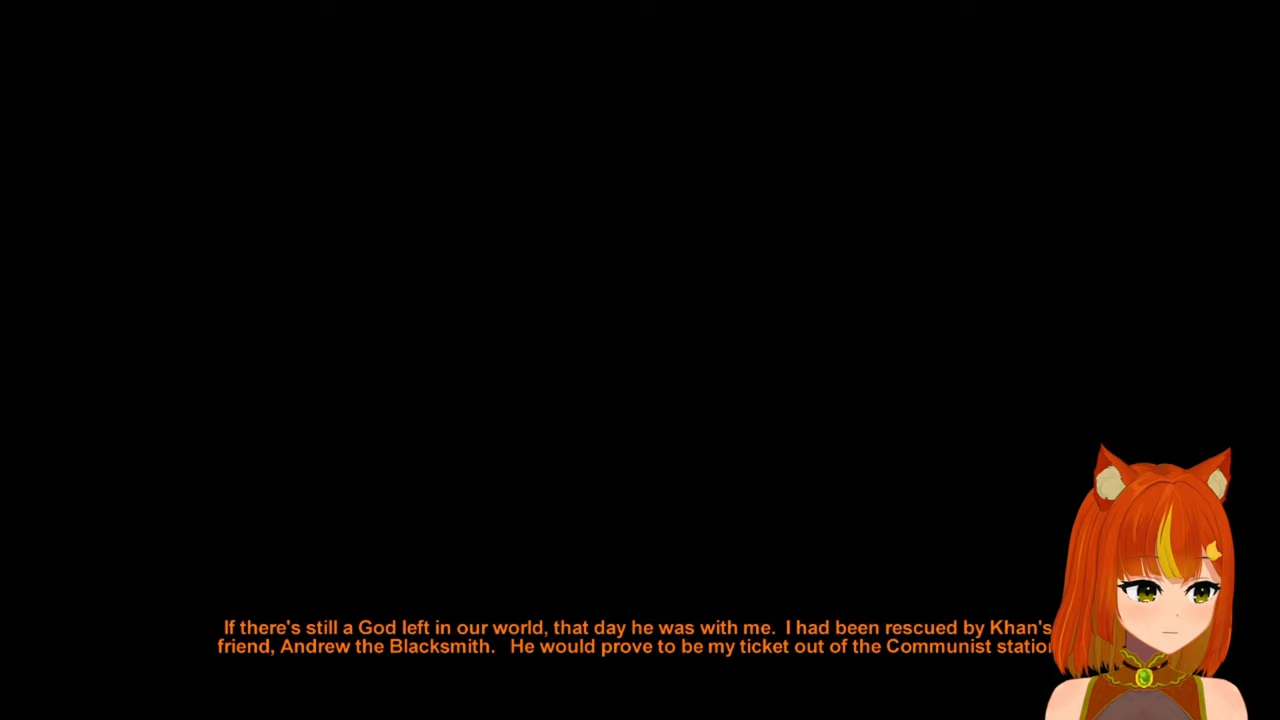 If there's still a God left in our world, that day he was with me.  I had been rescued by Khan's
friend, Andrew the Blacksmith.   He would prove to be my ticket out of the Communist station